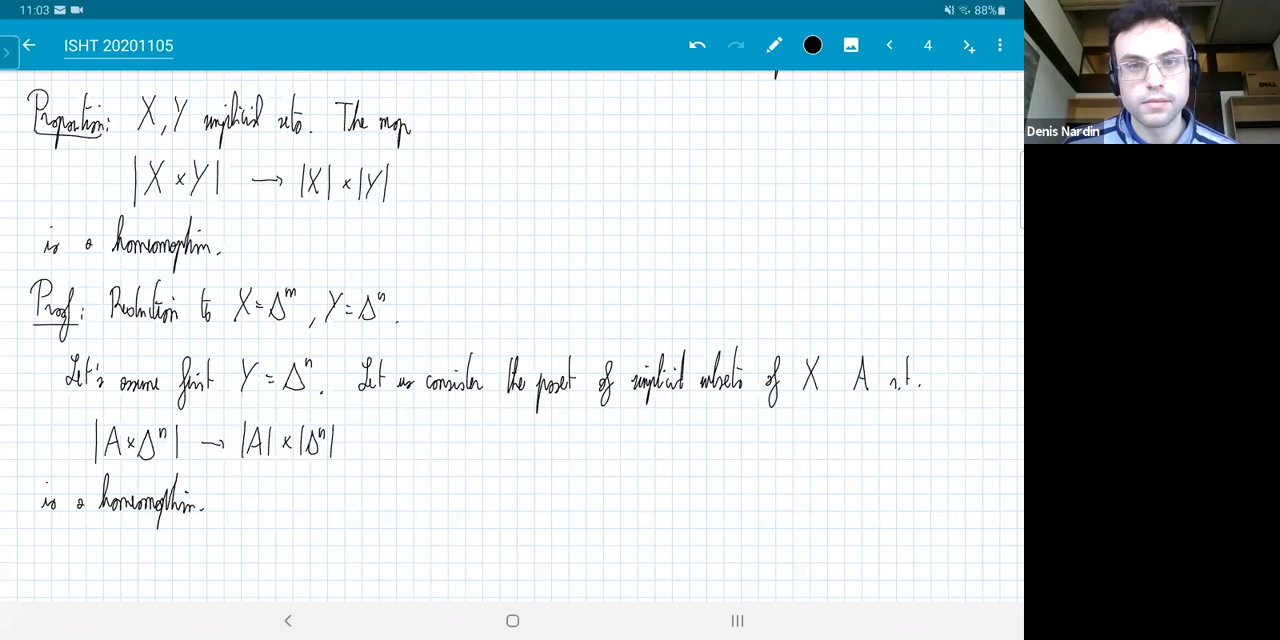 11:03
88%
ISHT 20201105
4
Denis Nardin
Proposition: X, Y simplicial sets. The map
|X × Y| → |X| × |Y|
is a homeomorphism.
Proof: Reduction to X = Δ^m, Y = Δ^n.
Let's assume first Y = Δ^n. Let us consider the poset of simplicial subsets of X A s.t.
|A × Δ^n| → |A| × |Δ^n|
is a homeomorphism.